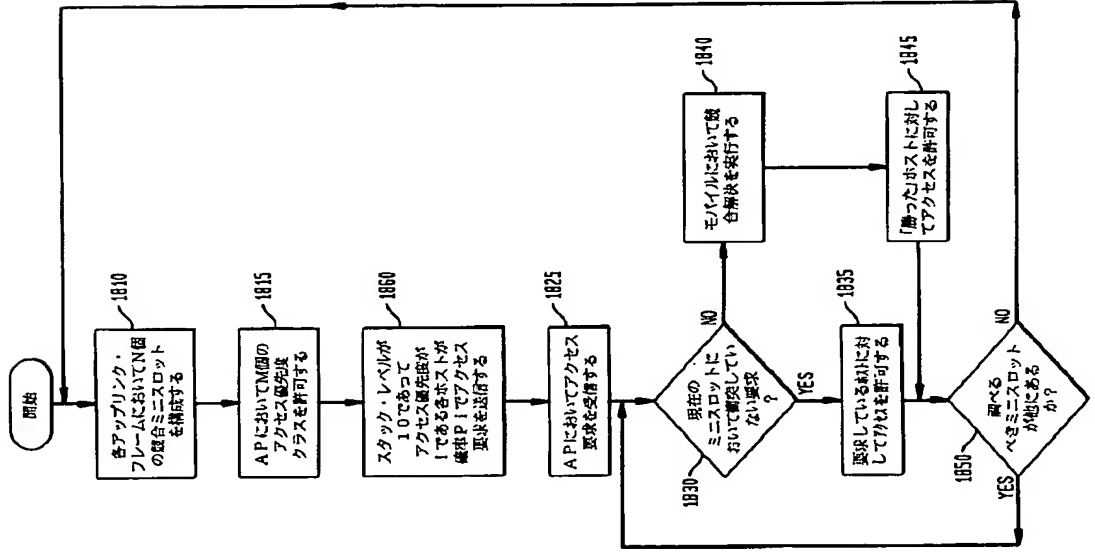 開始
1810
各アップリンク・
フレームにおいてN個
の競合ミニスロット
を構成する
1815
APにおいてM個の
アクセス優先度
クラスを許可する
1860
スタック・レベルが
10であって
アクセス優先度が
1である各ホストが
確率P1でアクセス
要求を送信する
1825
APにおいてアクセス
要求を受信する
1830
現在の
ミニスロットに
おいて衝突してい
ない要求
?
NO
YES
1840
モバイルにおいて競
合解決を実行する
1845
「勝った」ホストに対し
てアクセスを許可する
1835
要求しているホストに対
してアクセスを許可する
1850
調べる
べきミニスロット
が他にある
か?
NO
YES